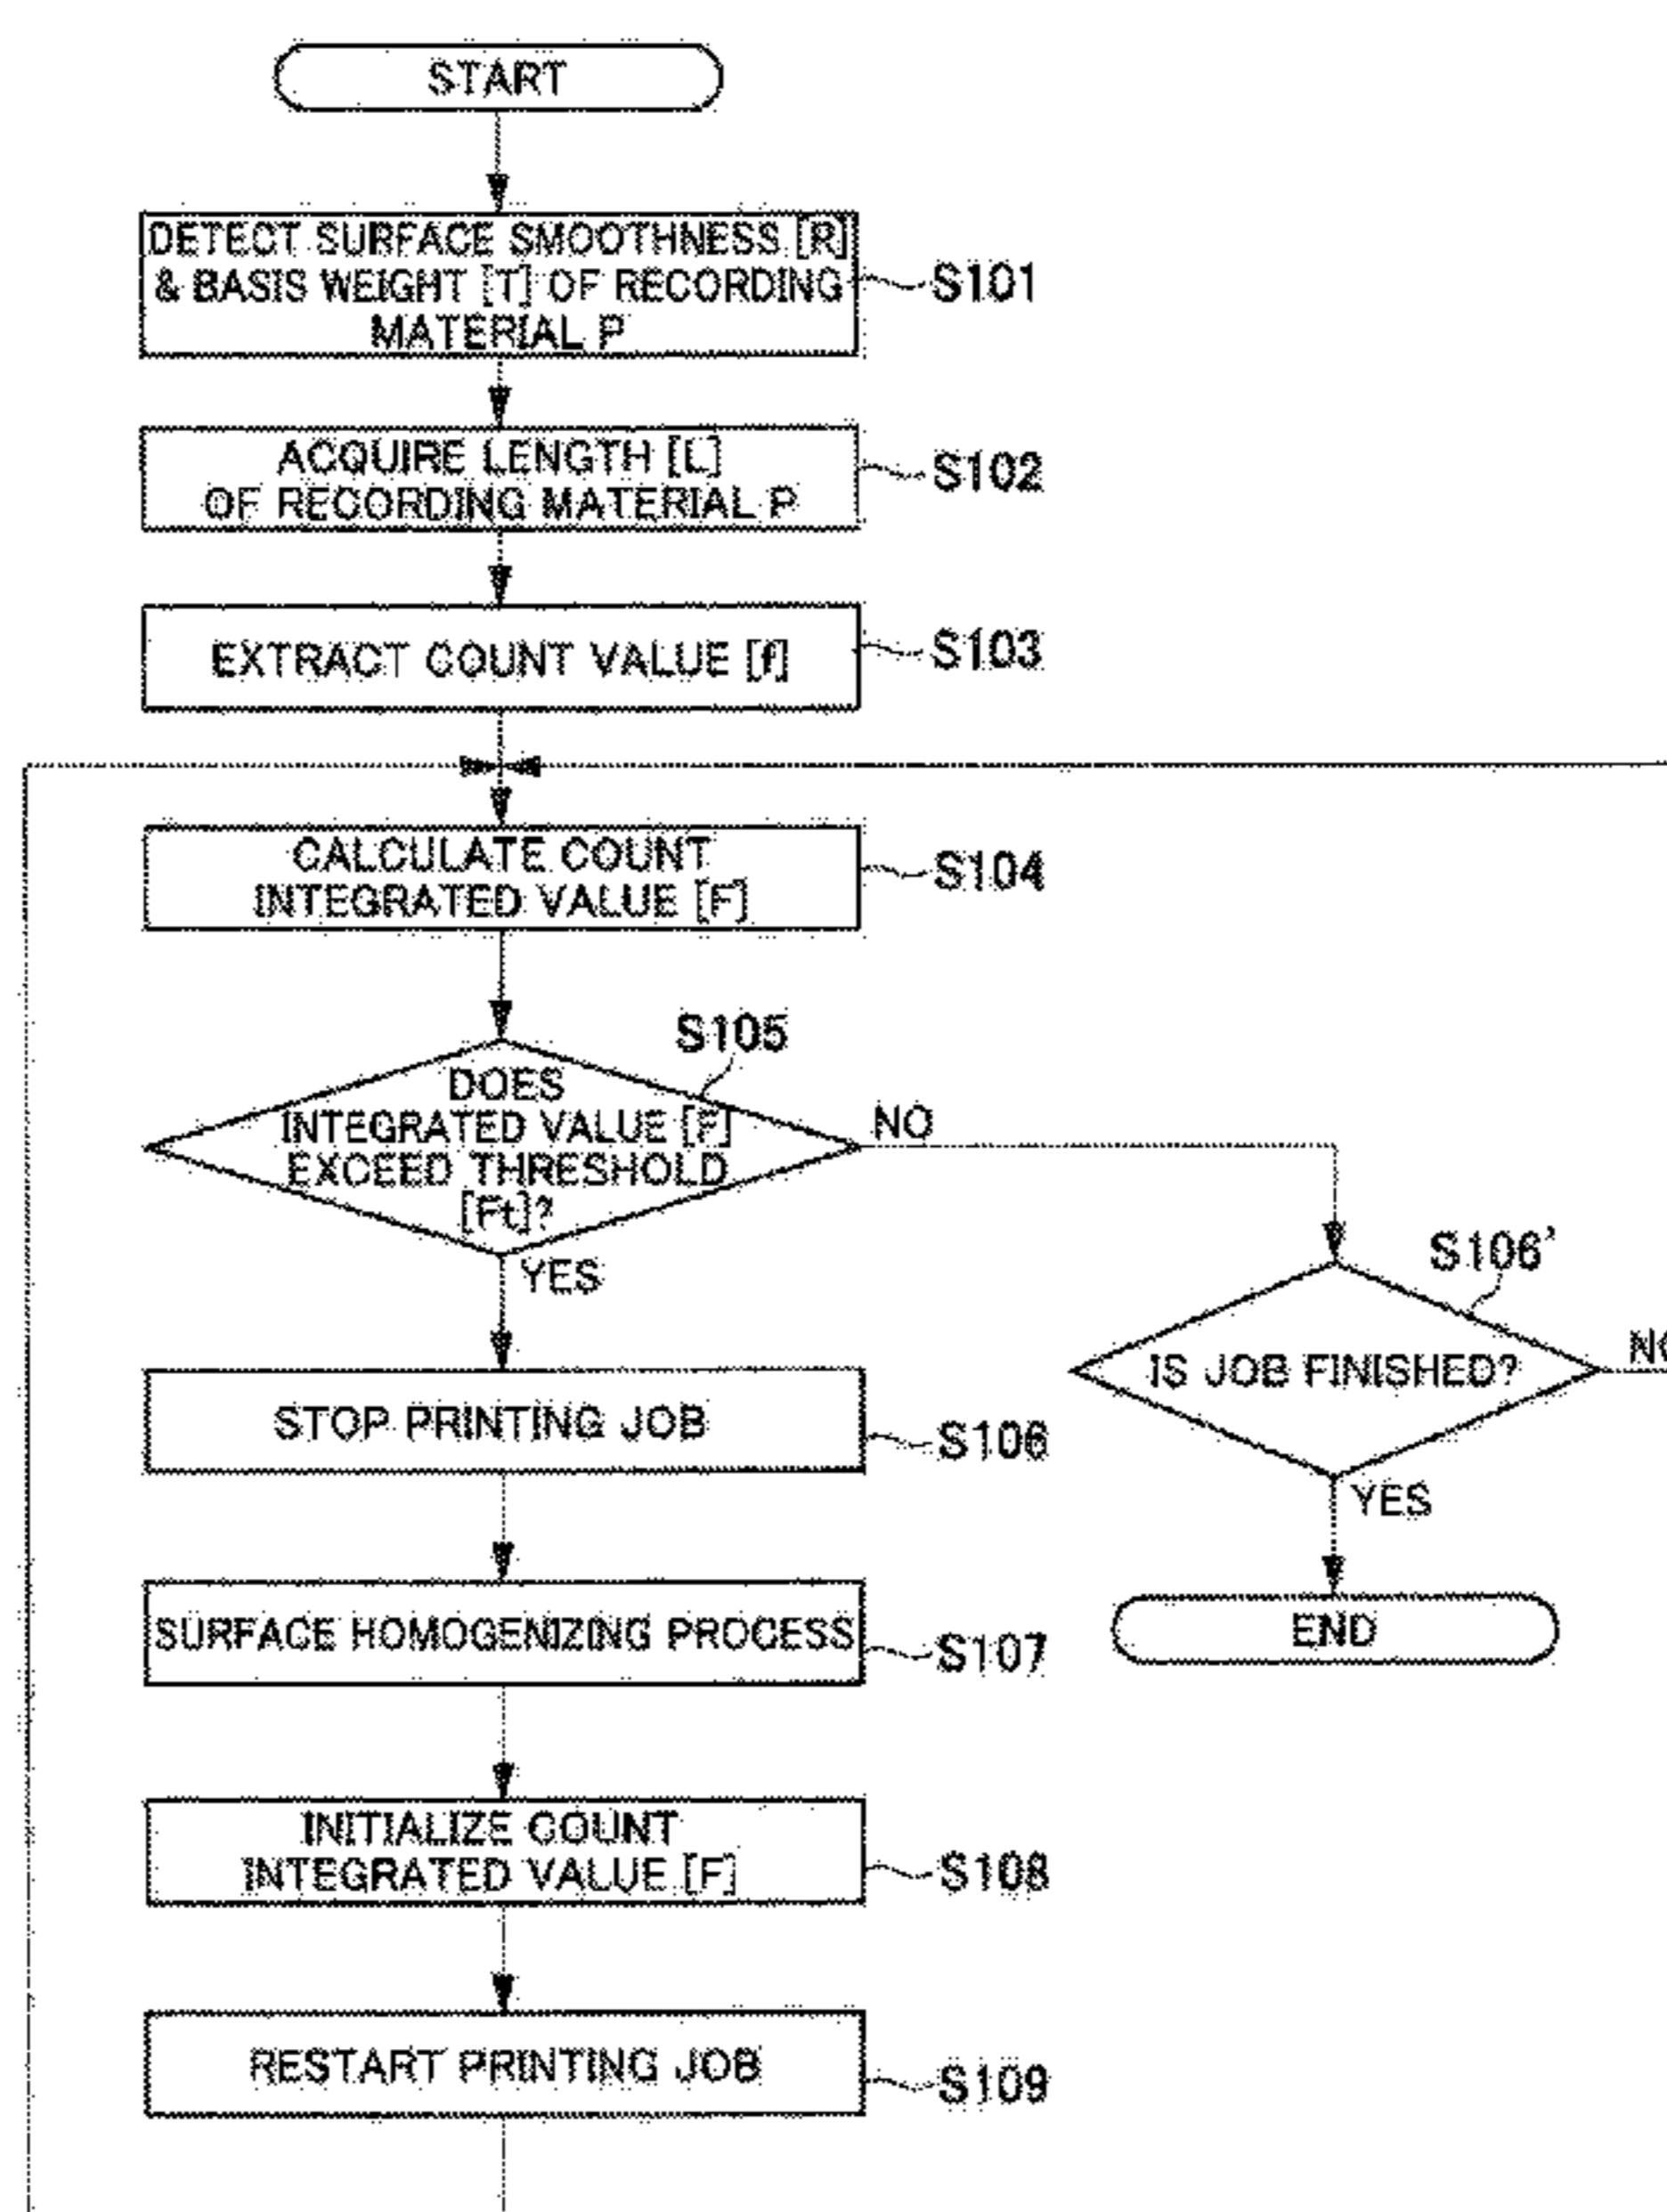 START
DETECT SURFACE SMOOTHNESS [R]
& BASIS WEIGHT [T] OF RECORDING
MATERIAL P
S101
ACQUIRE LENGTH [L]
OF RECORDING MATERIAL P
S102
EXTRACT COUNT VALUE [f]
S103
CALCULATE COUNT
INTEGRATED VALUE [F]
S104
S105
DOES
INTEGRATED VALUE [F]
EXCEED THRESHOLD
[Ft]?
NO
YES
S106'
IS JOB FINISHED?
NO
YES
END
STOP PRINTING JOB
S106
SURFACE HOMOGENIZING PROCESS
S107
INITIALIZE COUNT
INTEGRATED VALUE [F]
S108
RESTART PRINTING JOB
S109